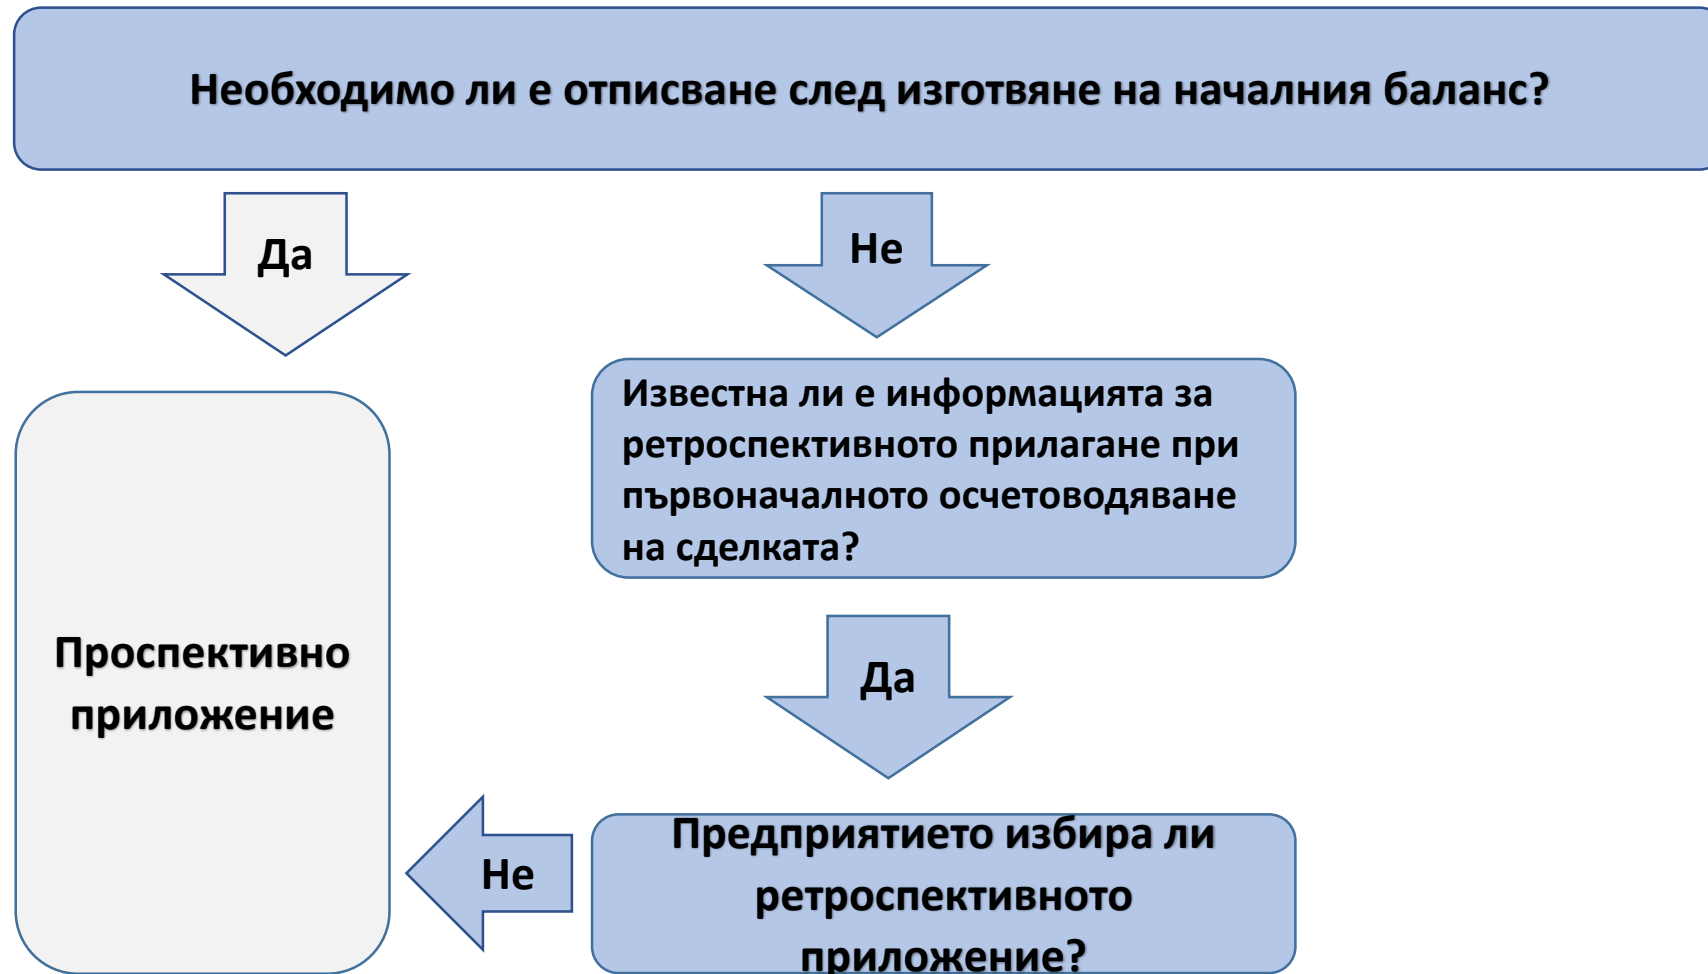 Необходимо ли е отписване след изготвяне на началния баланс?
Да
Не
Известна ли е информацията за
ретроспективното прилагане при
първоначалното осчетоводяване
на сделката?
Проспективно
приложение
Да
Не
Предприятието избира ли
ретроспективното
приложение?